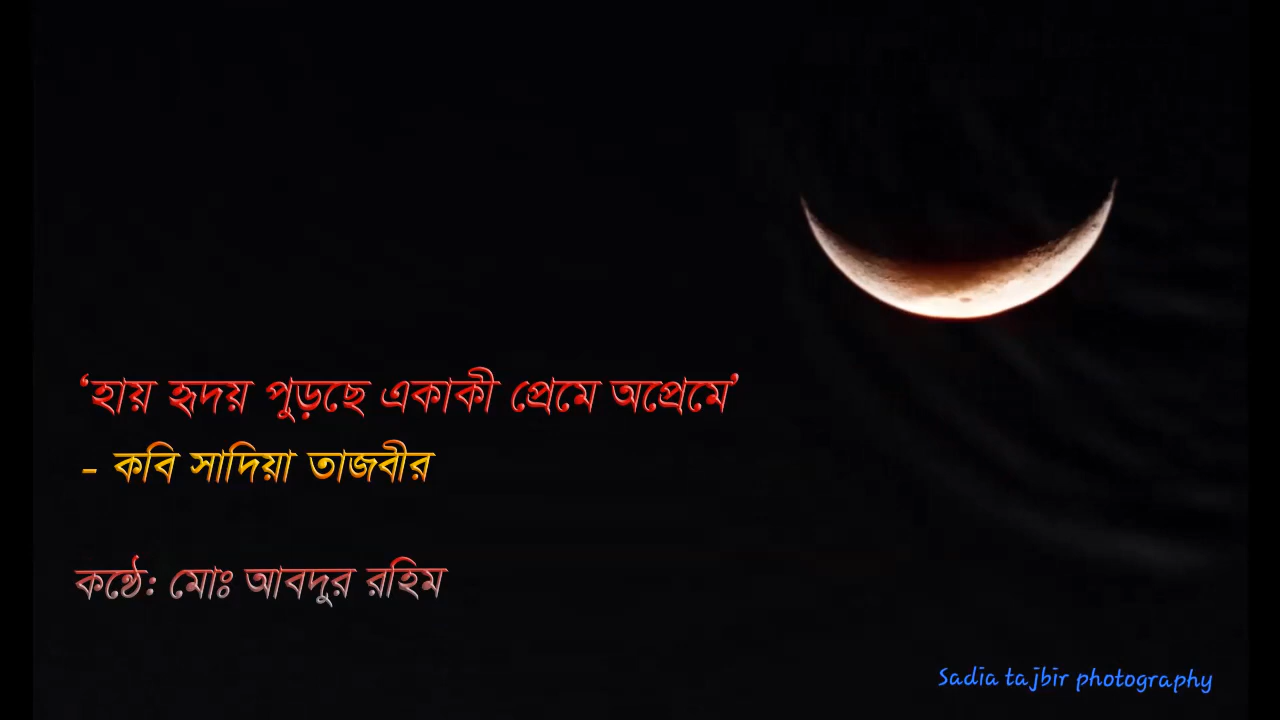 ‘হায় হৃদয় পুড়ছে একাকী প্রেমে অপ্রেমে’
- কবি সাদিয়া তাজবীর
কণ্ঠে: মোঃ আবদুর রহিম
Sadia tajbir photography